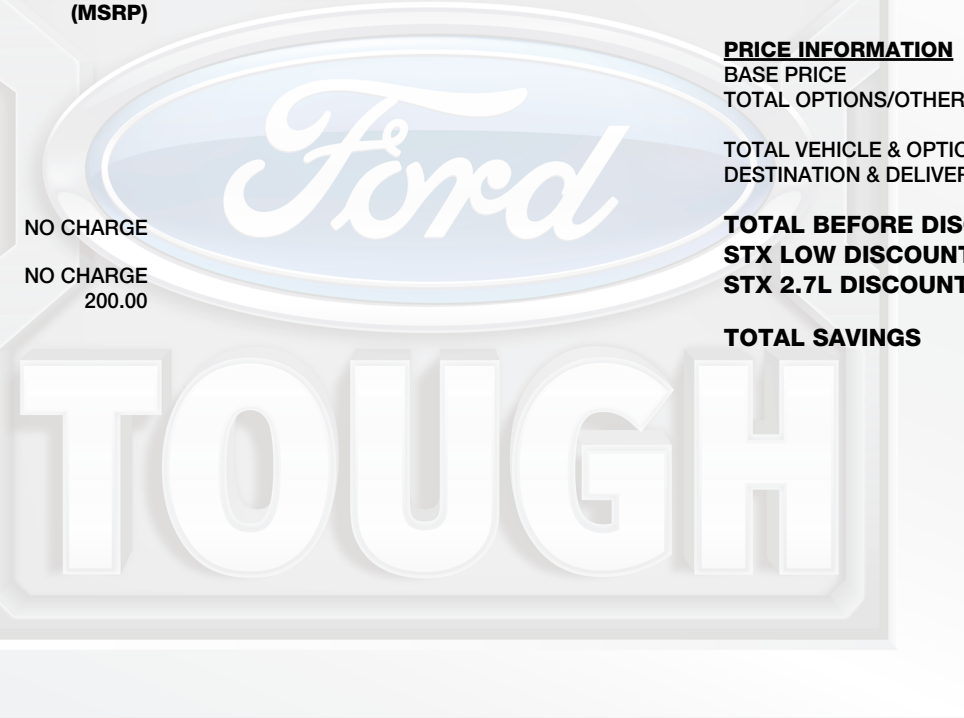 (MSRP)
NO CHARGE
NO CHARGE
200.00
PRICE INFORMATION
BASE PRICE
TOTAL OPTIONS/OTHER
TOTAL VEHICLE & OPTIO
DESTINATION & DELIVER
TOTAL BEFORE DIS
STX LOW DISCOUNT
STX 2.7L DISCOUNT
TOTAL SAVINGS
Ford
TOUGH